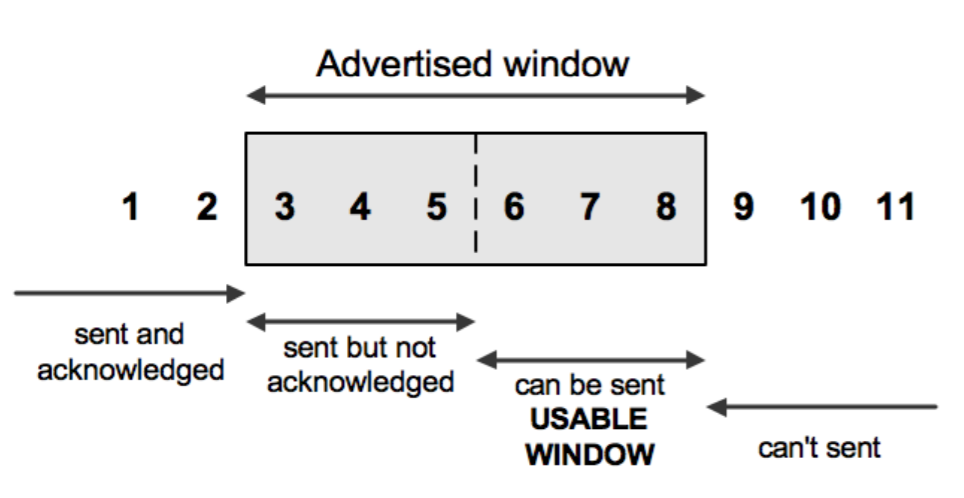 Advertised window
1 2 3 4 5 6 7 8 9 10 11
sent and
acknowledged
sent but not
acknowledged
can be sent
USABLE
WINDOW
can't sent